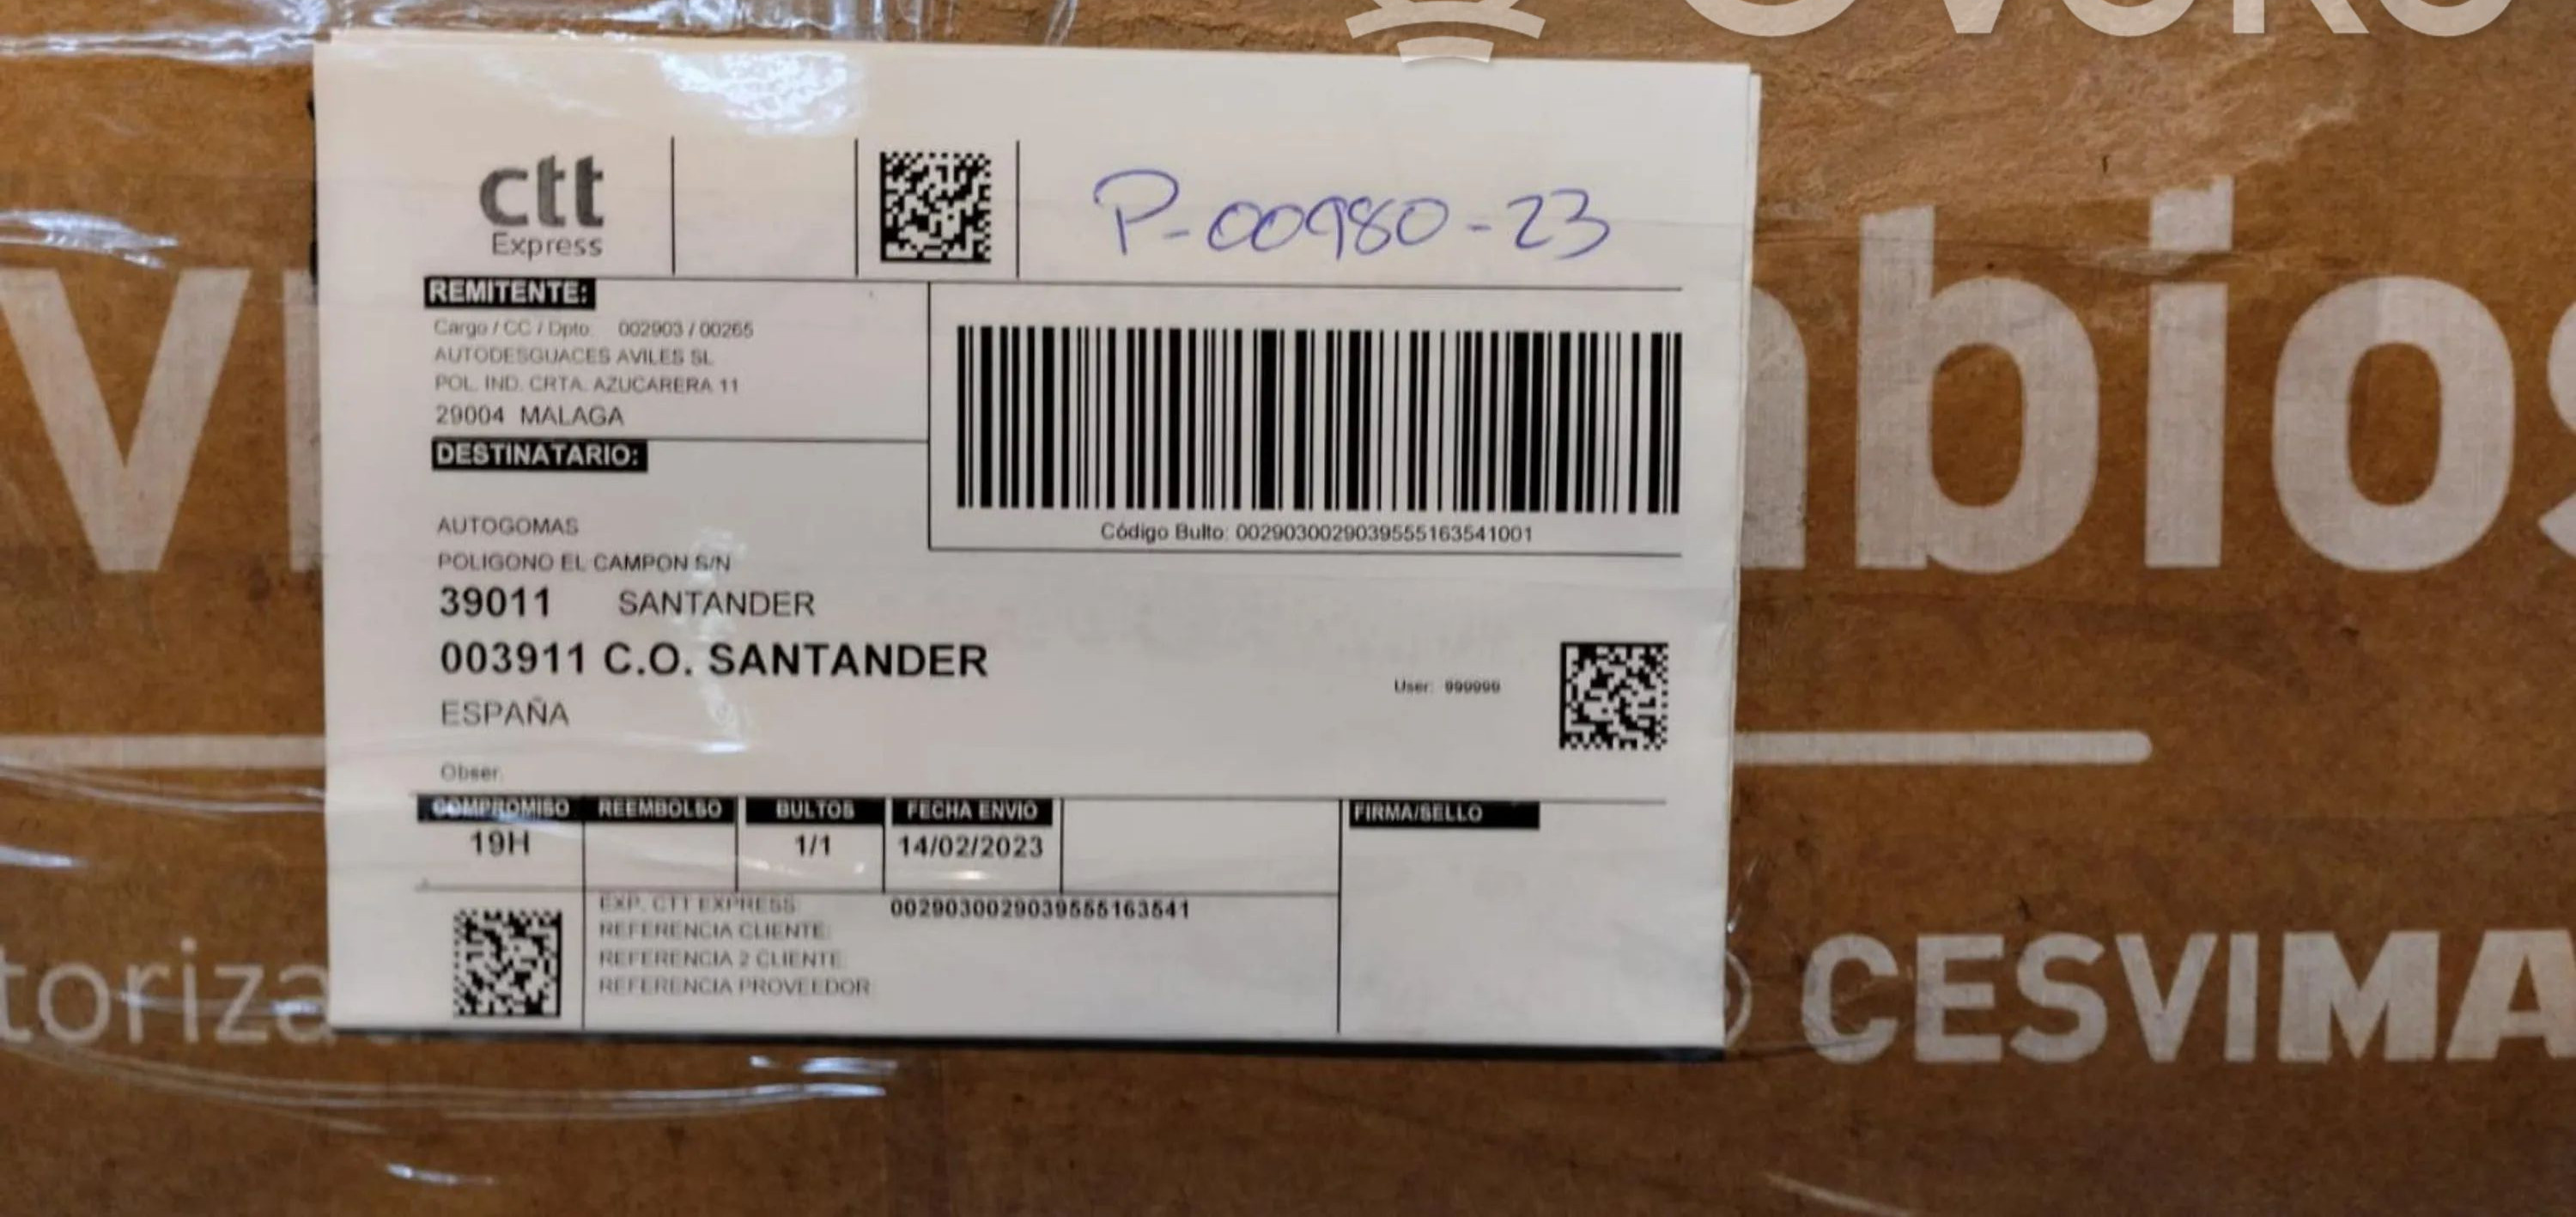 ctt
Express
P-00980-23
REMITENTE:
Cargo / CC / Dpto: 002903 / 00265
AUTODESGUACES AVILES SL
POL. IND. CRTA. AZUCARERA 11
29004 MALAGA
DESTINATARIO:
Código Bulto: 0029030029039555163541001
AUTOGOMAS
POLIGONO EL CAMPON S/N
39011 SANTANDER
003911 C.O. SANTANDER
User: 999999
ESPAÑA
Obser.
COMPROMISO REEMBOLSO BULTOS FECHA ENVIO FIRMA/SELLO
19H 1/1 14/02/2023
EXP. CTT EXPRESS 0029030029039555163541
REFERENCIA CLIENTE
REFERENCIA 2 CLIENTE
REFERENCIA PROVEEDOR
bios
toriza
CESVIMA